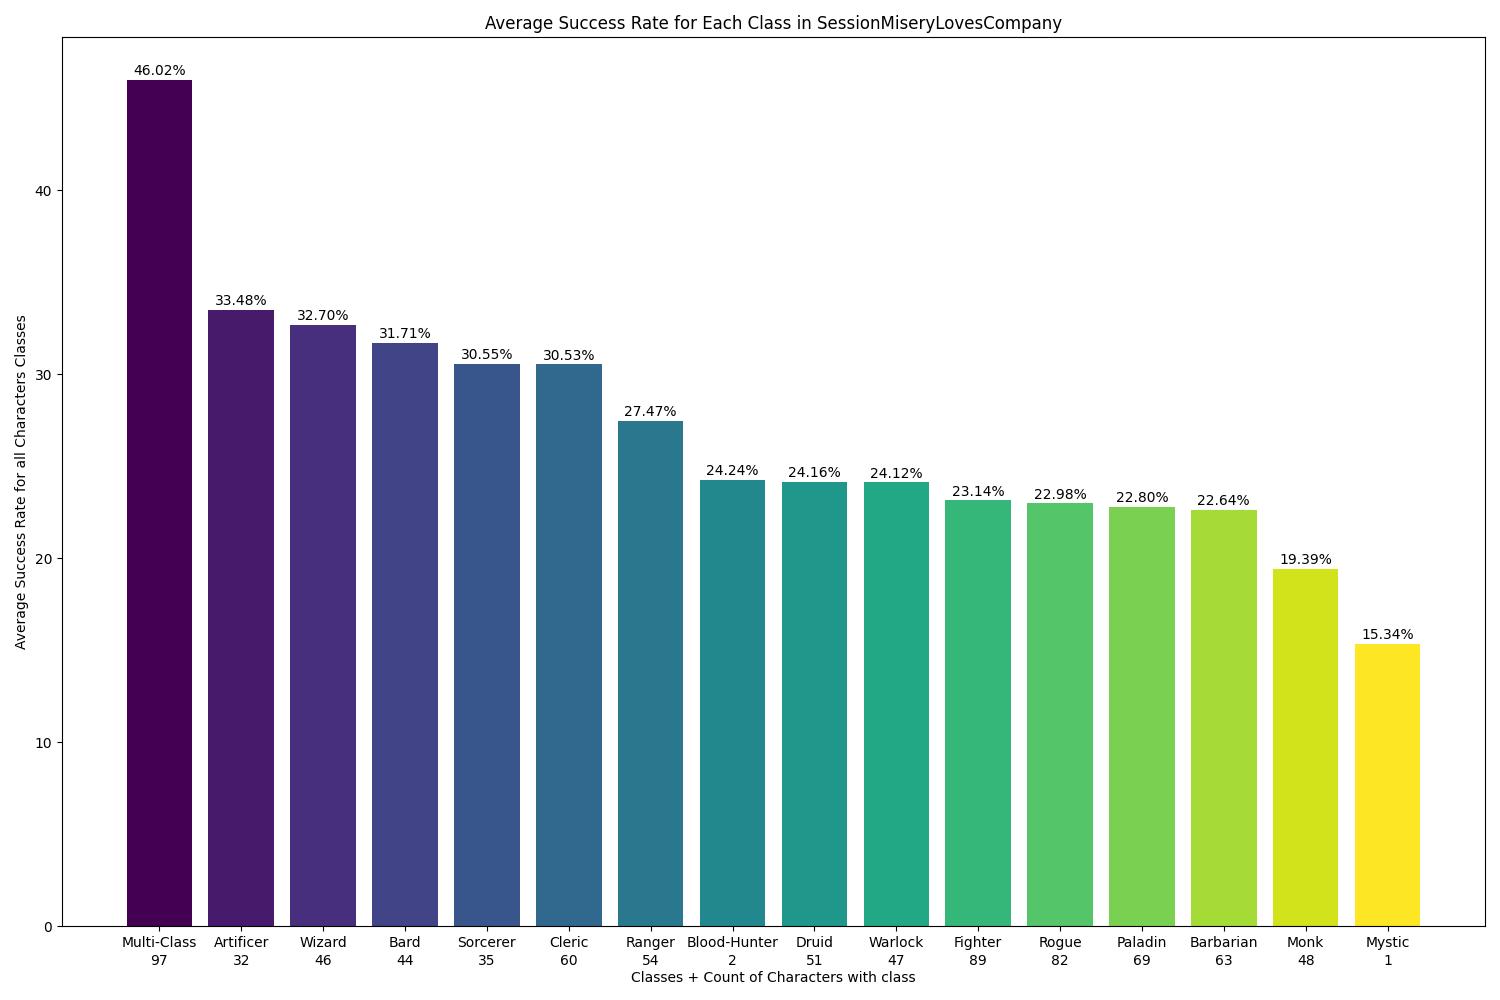 Average Success Rate for Each Class in SessionMiseryLovesCompany
Average Success Rate for all Characters Classes
40
30
20
10
0
46.02%
33.48%
32.70%
31.71%
30.55%
30.53%
27.47%
24.24%
24.16%
24.12%
23.14%
22.98%
22.80%
22.64%
19.39%
15.34%
Multi-Class
97
Artificer
32
Wizard
46
Bard
44
Sorcerer
35
Cleric
60
Ranger
54
Blood-Hunter
2
Druid
51
Warlock
47
Fighter
89
Rogue
82
Paladin
69
Barbarian
63
Monk
48
Mystic
1
Classes + Count of Characters with class